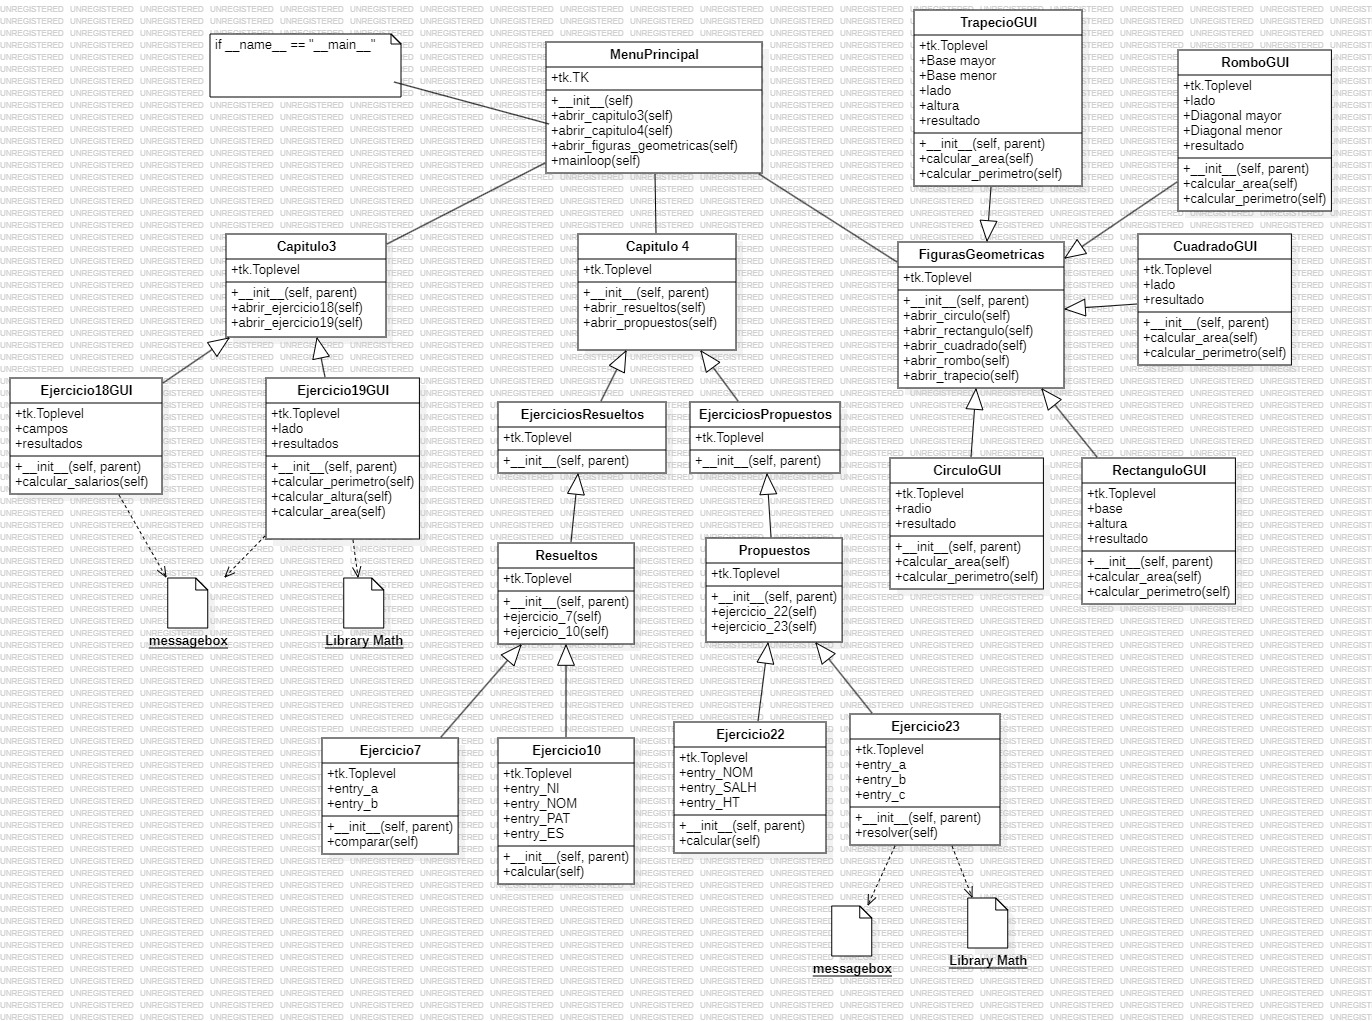 if __name__ == "__main__"
MenuPrincipal
+tk.TK
+__init__(self)
+abrir_capitulo3(self)
+abrir_capitulo4(self)
+abrir_figuras_geometricas(self)
+mainloop(self)
TrapecioGUI
+tk.Toplevel
+Base mayor
+Base menor
+lado
+altura
+resultado
+__init__(self, parent)
+calcular_area(self)
+calcular_perimetro(self)
RomboGUI
+tk.Toplevel
+lado
+Diagonal mayor
+Diagonal menor
+resultado
+__init__(self, parent)
+calcular_area(self)
+calcular_perimetro(self)
Capitulo3
+tk.Toplevel
+__init__(self, parent)
+abrir_ejercicio18(self)
+abrir_ejercicio19(self)
Capitulo 4
+tk.Toplevel
+__init__(self, parent)
+abrir_resueltos(self)
+abrir_propuestos(self)
FigurasGeometricas
+tk.Toplevel
+__init__(self, parent)
+abrir_circulo(self)
+abrir_rectangulo(self)
+abrir_cuadrado(self)
+abrir_rombo(self)
+abrir_trapecio(self)
CuadradoGUI
+tk.Toplevel
+lado
+resultado
+__init__(self, parent)
+calcular_area(self)
+calcular_perimetro(self)
Ejercicio18GUI
+tk.Toplevel
+campos
+resultados
+__init__(self, parent)
+calcular_salarios(self)
Ejercicio19GUI
+tk.Toplevel
+lado
+resultados
+__init__(self, parent)
+calcular_perimetro(self)
+calcular_altura(self)
+calcular_area(self)
EjerciciosResueltos
+tk.Toplevel
+__init__(self, parent)
EjerciciosPropuestos
+tk.Toplevel
+__init__(self, parent)
CirculoGUI
+tk.Toplevel
+radio
+resultado
+__init__(self, parent)
+calcular_area(self)
+calcular_perimetro(self)
RectanguloGUI
+tk.Toplevel
+base
+altura
+resultado
+__init__(self, parent)
+calcular_area(self)
+calcular_perimetro(self)
messagebox
Library Math
Resueltos
+tk.Toplevel
+__init__(self, parent)
+ejercicio_7(self)
+ejercicio_10(self)
Propuestos
+tk.Toplevel
+__init__(self, parent)
+ejercicio_22(self)
+ejercicio_23(self)
Ejercicio7
+tk.Toplevel
+entry_a
+entry_b
+__init__(self, parent)
+comparar(self)
Ejercicio10
+tk.Toplevel
+entry_NI
+entry_NOM
+entry_PAT
+entry_ES
+__init__(self, parent)
+calcular(self)
Ejercicio22
+tk.Toplevel
+entry_NOM
+entry_SALH
+entry_HT
+__init__(self, parent)
+calcular(self)
Ejercicio23
+tk.Toplevel
+entry_a
+entry_b
+entry_c
+__init__(self, parent)
+resolver(self)
messagebox
Library Math
UNREGISTERED